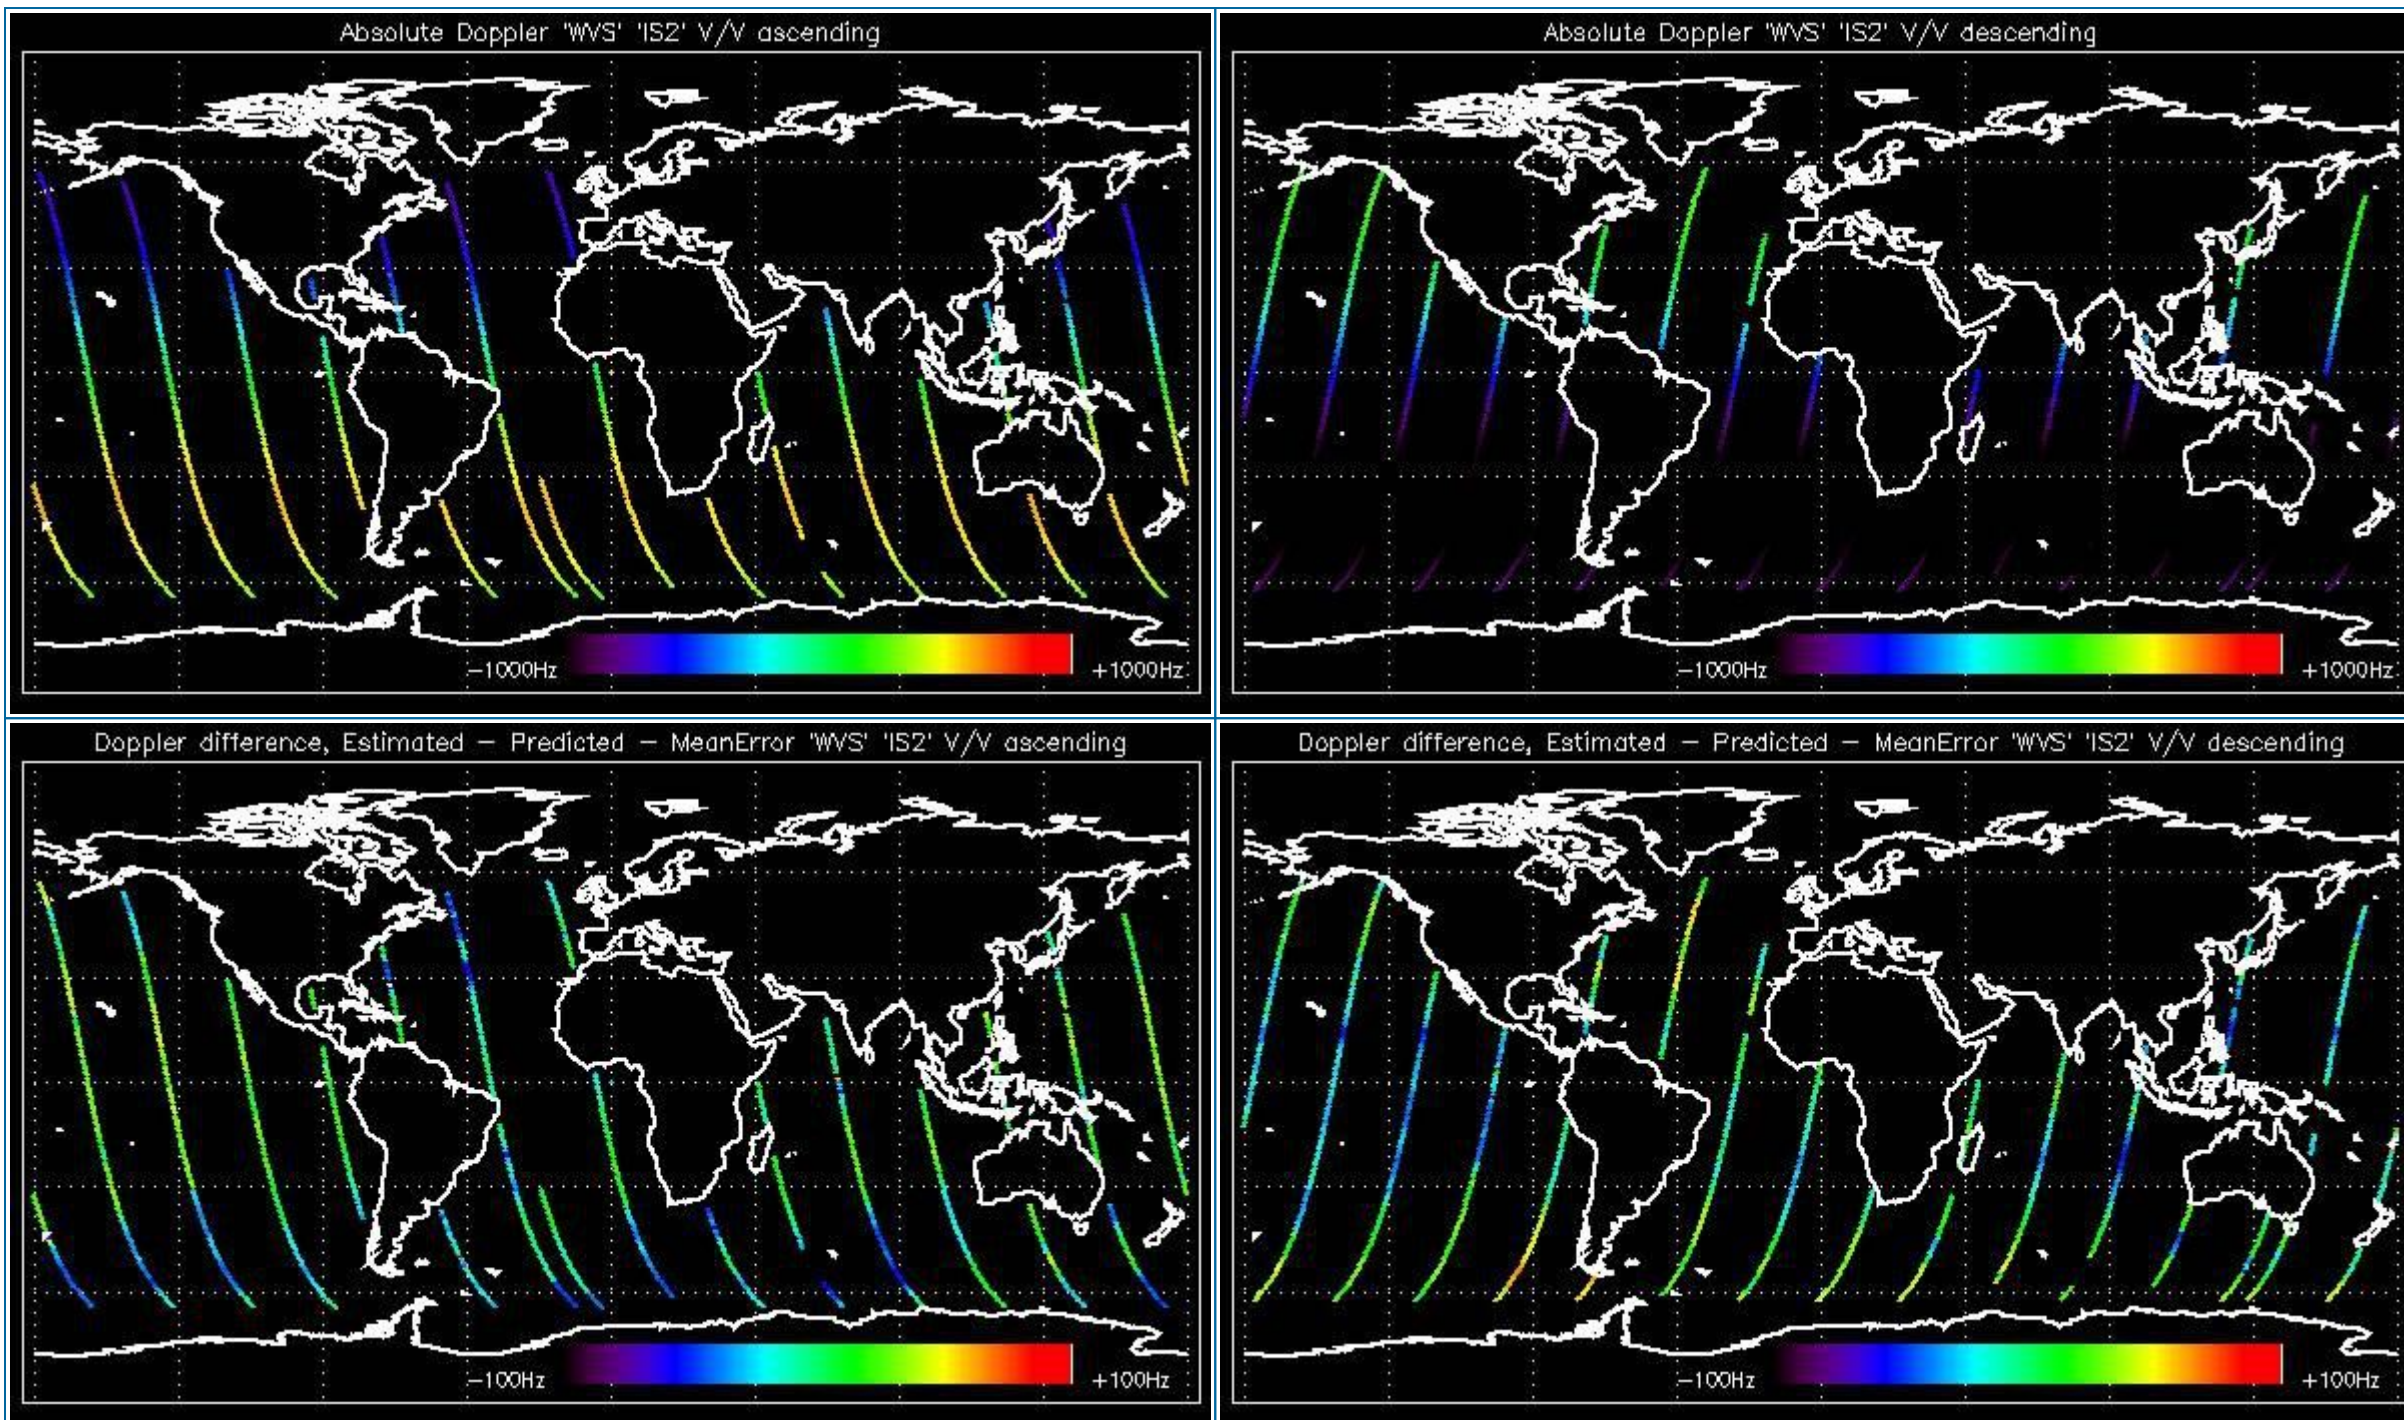 Absolute Doppler 'WVS' 'IS2' V/V ascending
-1000Hz
+1000Hz
Absolute Doppler 'WVS' 'IS2' V/V descending
-1000Hz
+1000Hz
Doppler difference, Estimated - Predicted - MeanError 'WVS' 'IS2' V/V ascending
-100Hz
+100Hz
Doppler difference, Estimated - Predicted - MeanError 'WVS' 'IS2' V/V descending
-100Hz
+100Hz